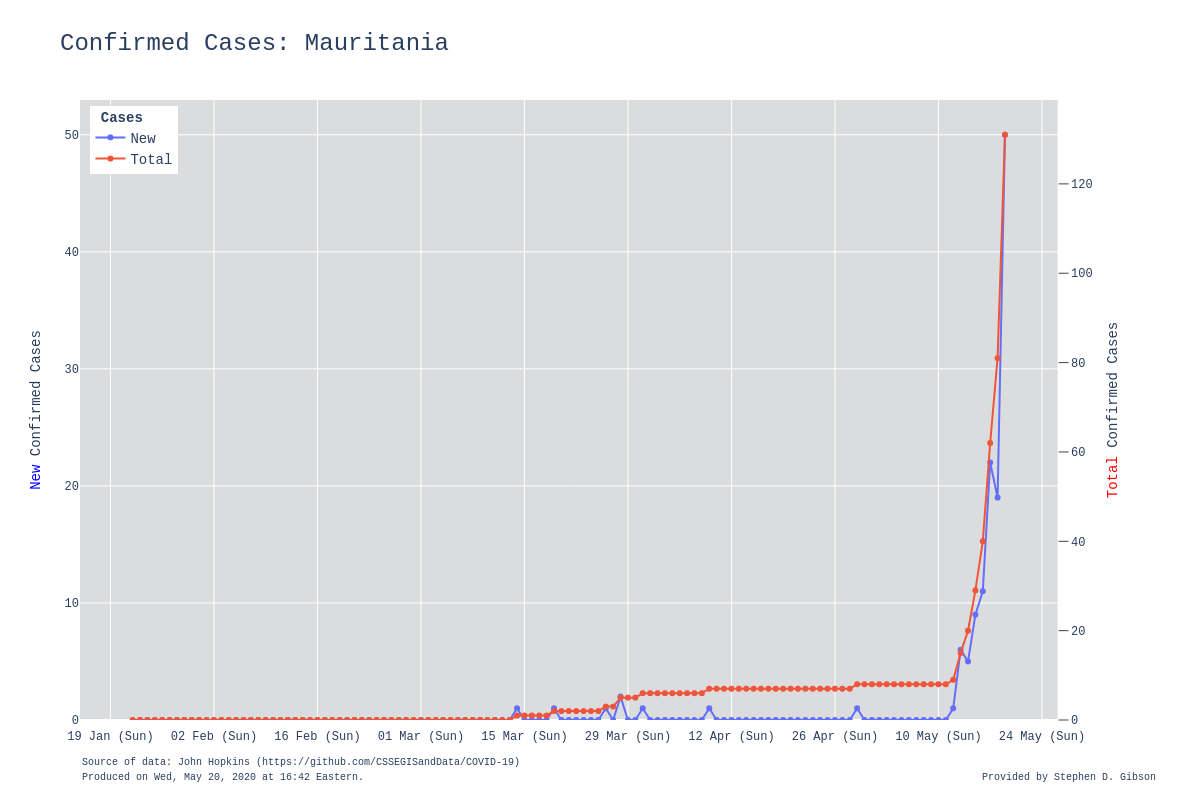 Confirmed Cases: Mauritania
Cases
New
Total
50
40
30
20
10
0
120
100
80
60
40
20
0
New Confirmed Cases
Total Confirmed Cases
19 Jan (Sun) 02 Feb (Sun) 16 Feb (Sun) 01 Mar (Sun) 15 Mar (Sun) 29 Mar (Sun) 12 Apr (Sun) 26 Apr (Sun) 10 May (Sun) 24 May (Sun)
Source of data: John Hopkins (https://github.com/CSSEGISandData/COVID-19)
Produced on Wed, May 20, 2020 at 16:42 Eastern.
Provided by Stephen D. Gibson